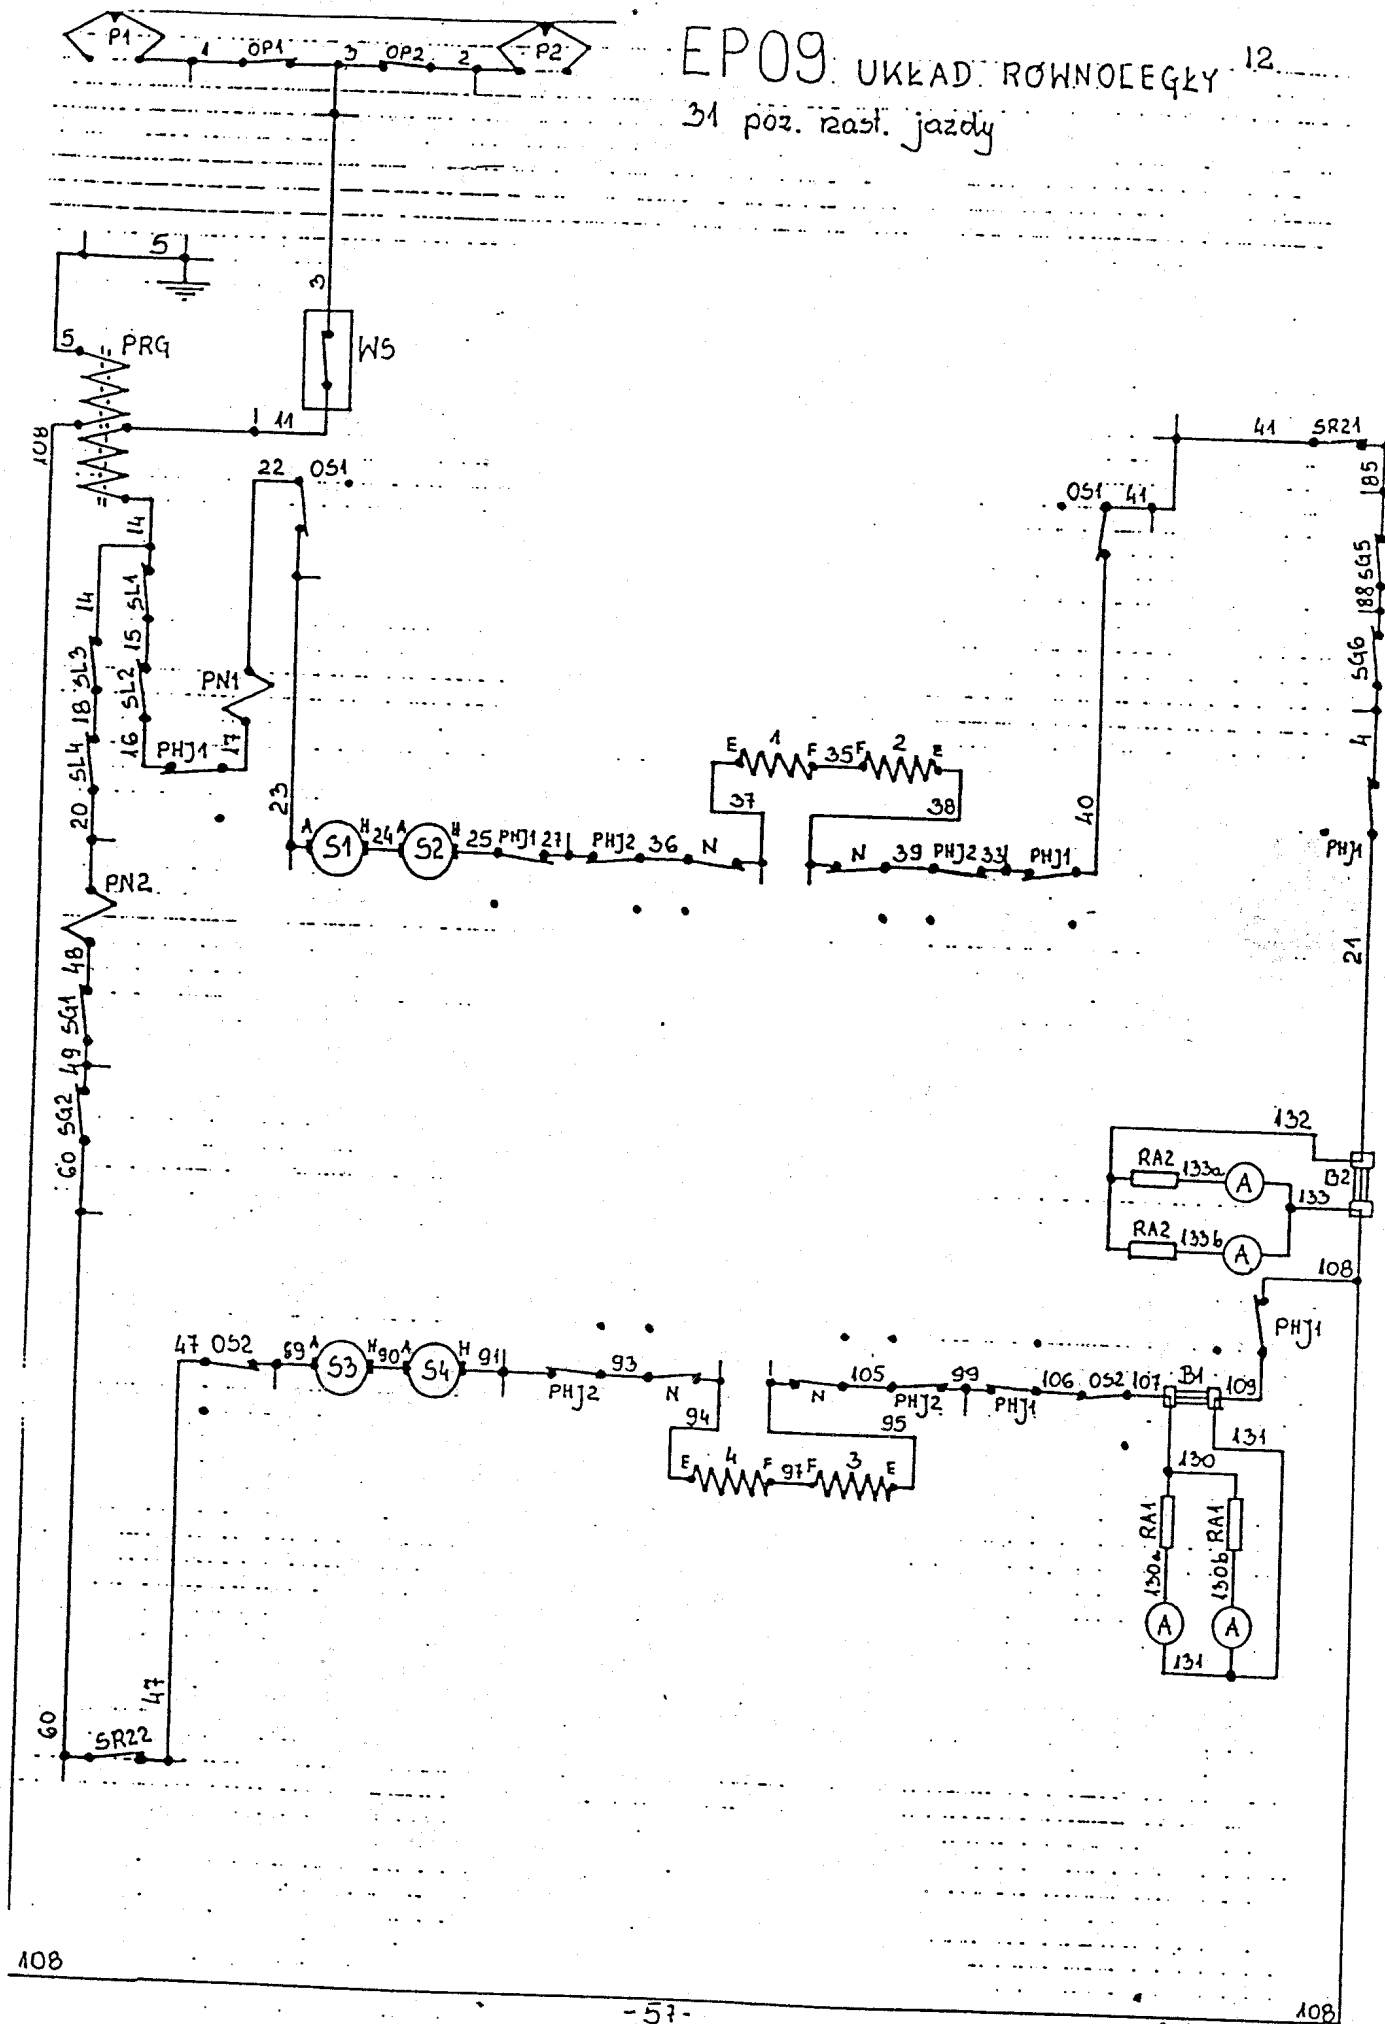 EP09 UKŁAD RÓWNOLEGŁY 12
31 poz. nast. jazdy
P1 1 OP1 3 OP2 2 P2
5
3
5 PRG
WS
108
11
22 OS1
41 SR21
OS1 41
185
14
SL1
14
15
SG5
188
SL3
SL2
PN1
SG6
18
16 PHJ1 17
4
SL4
E 1 F 35 F 2 E
37 38
23
40
20
A S1 H 24 A S2 H 25 PHJ1 27 PHJ2 36 N
N 39 PHJ2 33 PHJ1
PHJ1
PN2
48
21
SG1
49
SG2
132
60
RA2 133a A
B2
133
RA2 133b A
108
PHJ1
47 OS2 89 A S3 H 90 A S4 H 91 PHJ2 93 N
N 105 PHJ2 99 PHJ1 106 OS2 107 B1 109
94
95
131
E 4 F 97 F 3 E
130
RA1 RA1
130a 130b
A A
131
47
60
SR22
108
-57-
108